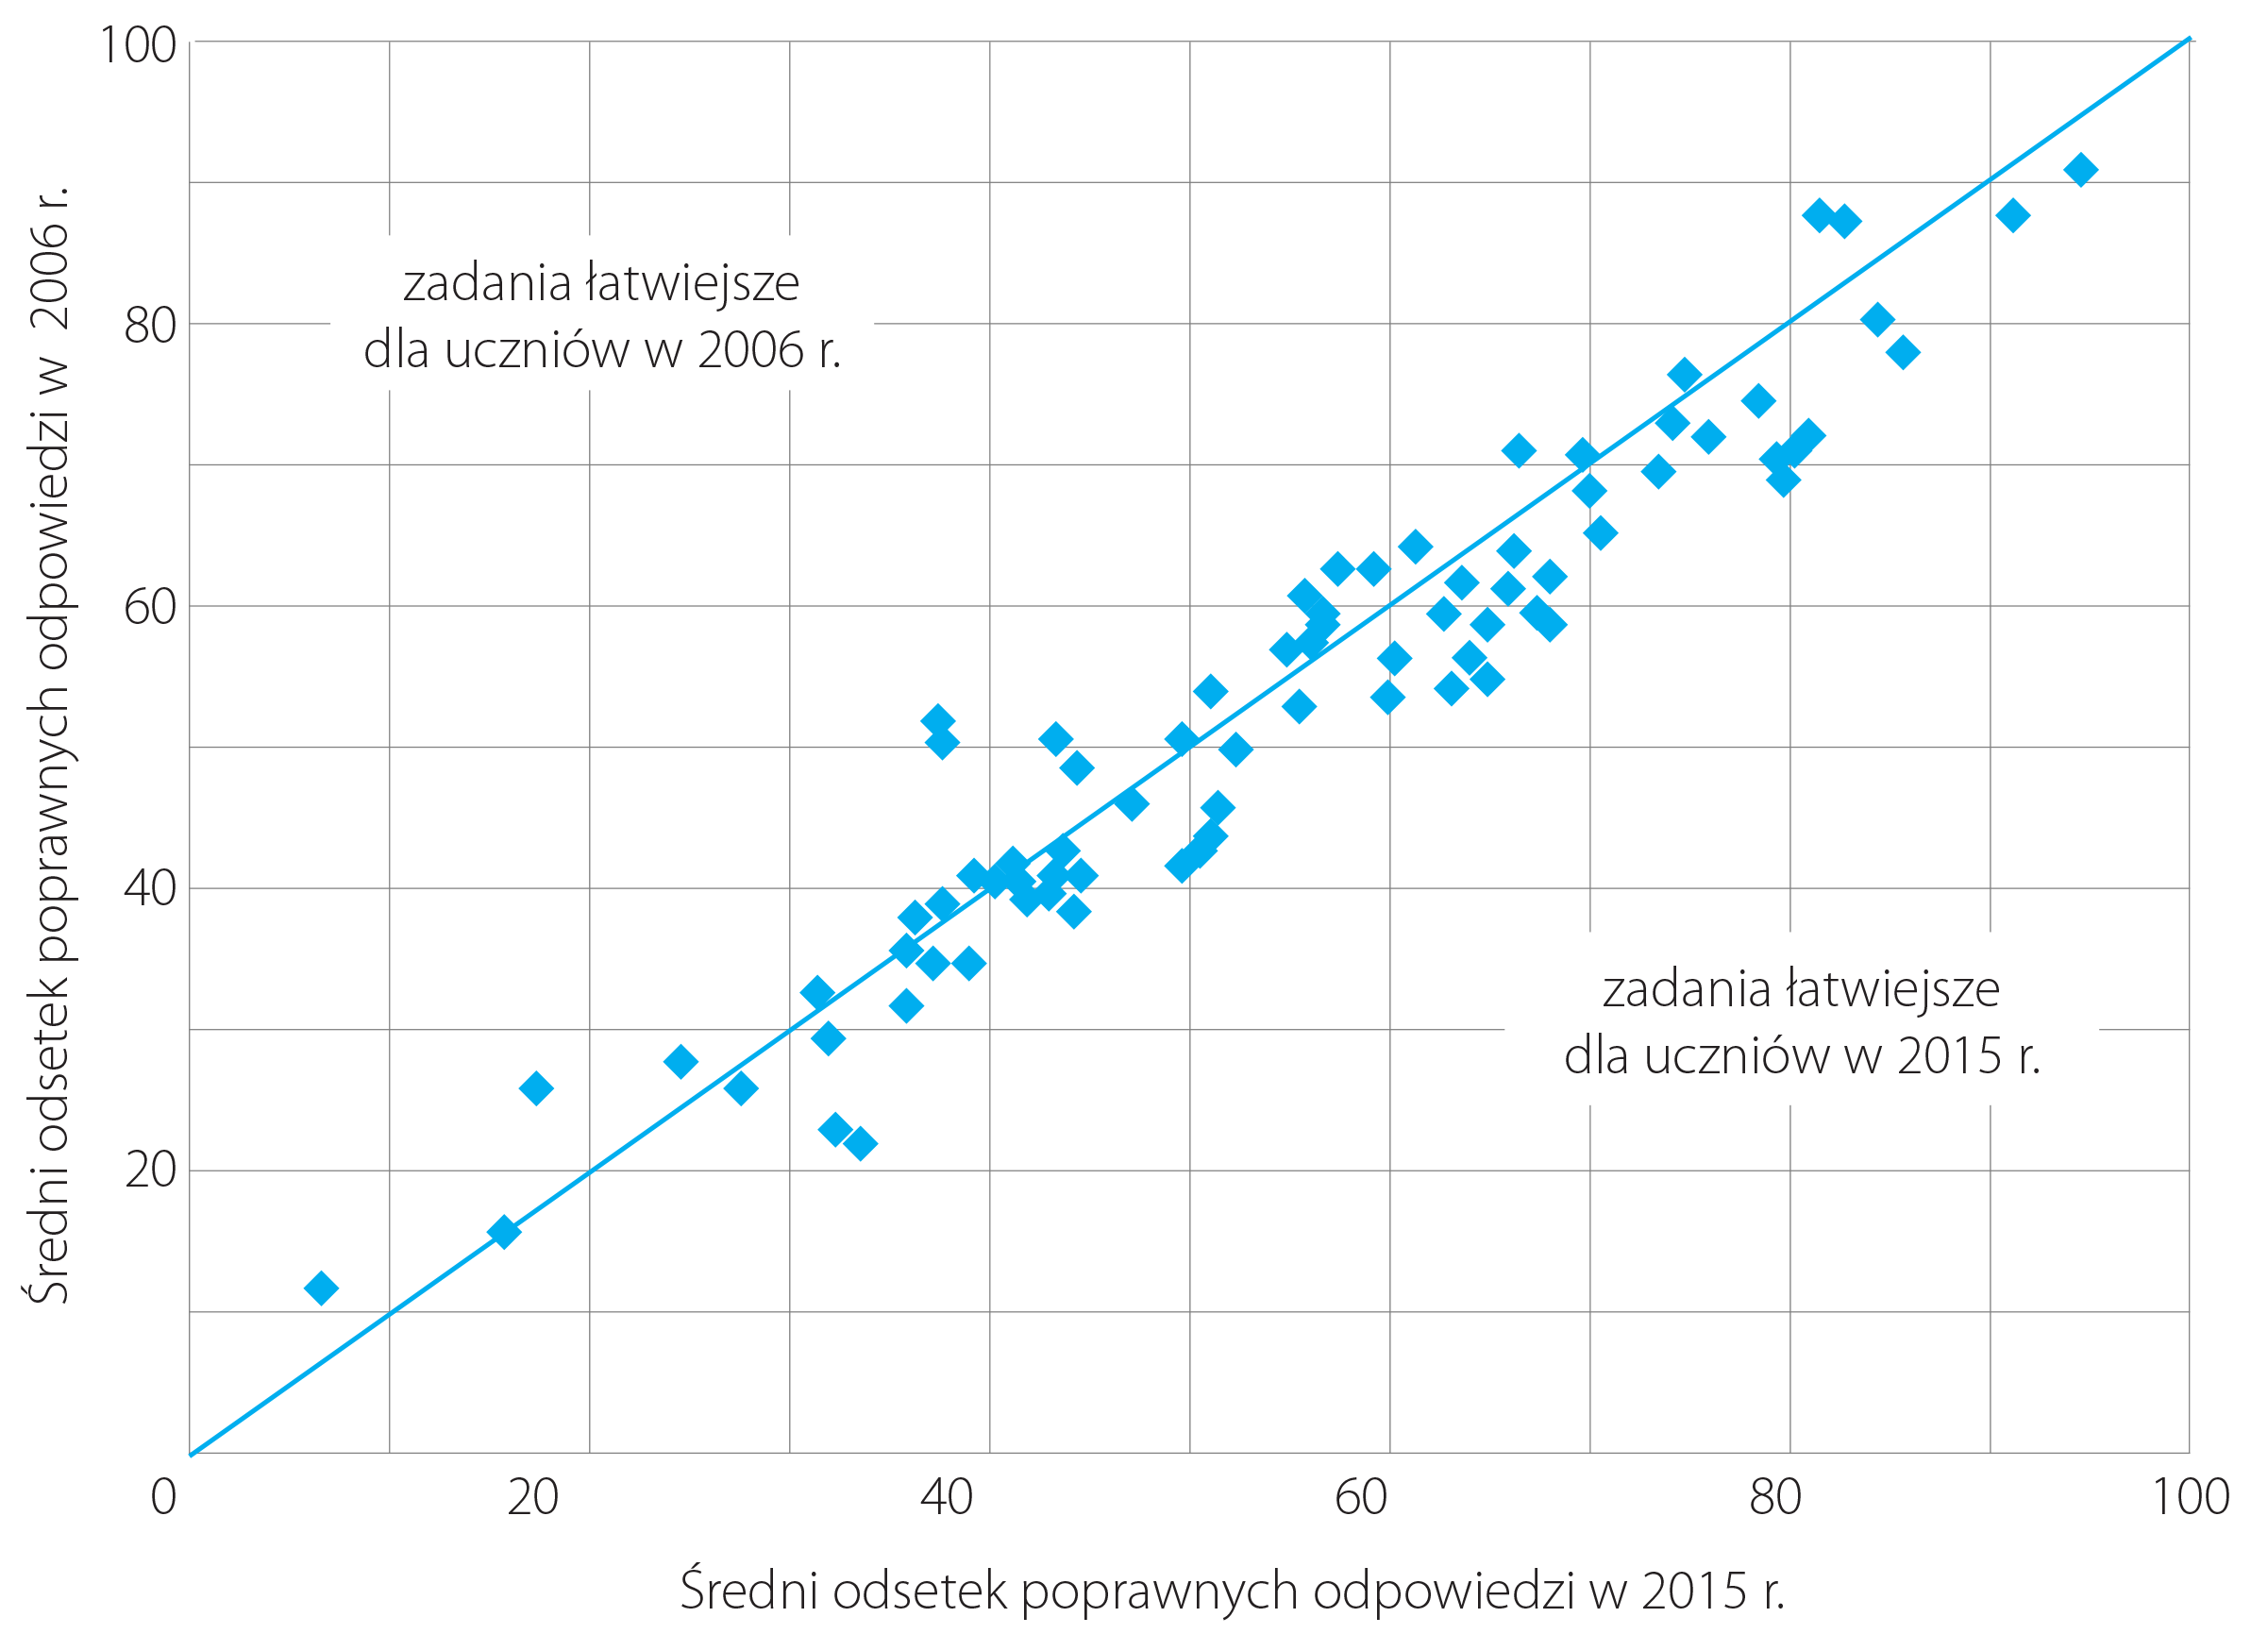 100
80
60
40
20
0
20
40
60
80
100
Średni odsetek poprawnych odpowiedzi w 2006 r.
zadania łatwiejsze
dla uczniów w 2006 r.
zadania łatwiejsze
dla uczniów w 2015 r.
Średni odsetek poprawnych odpowiedzi w 2015 r.